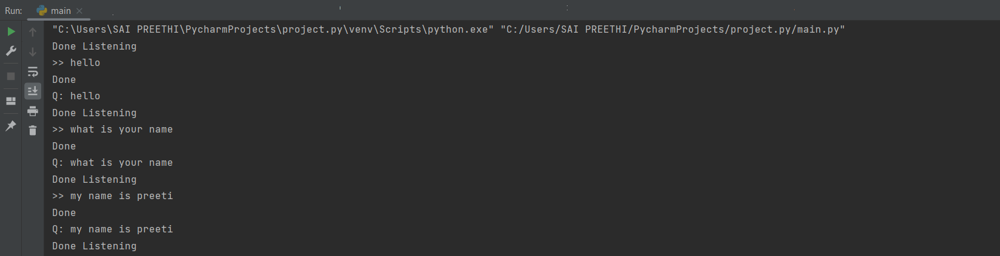 Run: main
"C:\Users\SAI PREETHI\PycharmProjects\project.py\venv\Scripts\python.exe" "C:/Users/SAI PREETHI/PycharmProjects/project.py/main.py"
Done Listening
>> hello
Done
Q: hello
Done Listening
>> what is your name
Done
Q: what is your name
Done Listening
>> my name is preeti
Done
Q: my name is preeti
Done Listening